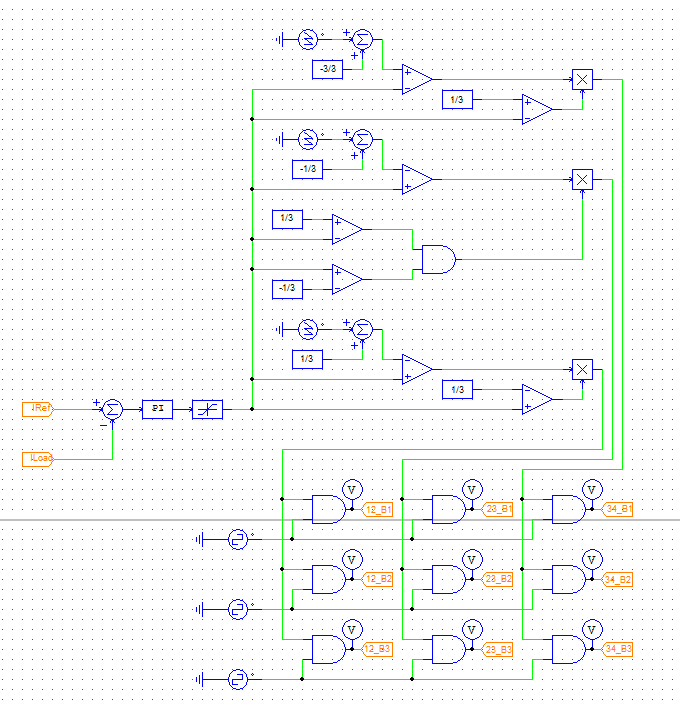 -3/3
1/3
-1/3
1/3
-1/3
1/3
1/3
IRef
PI
ILoad
V V V
12_B1 23_B1 34_B1
V V V
12_B2 23_B2 34_B2
V V V
12_B3 23_B3 34_B3